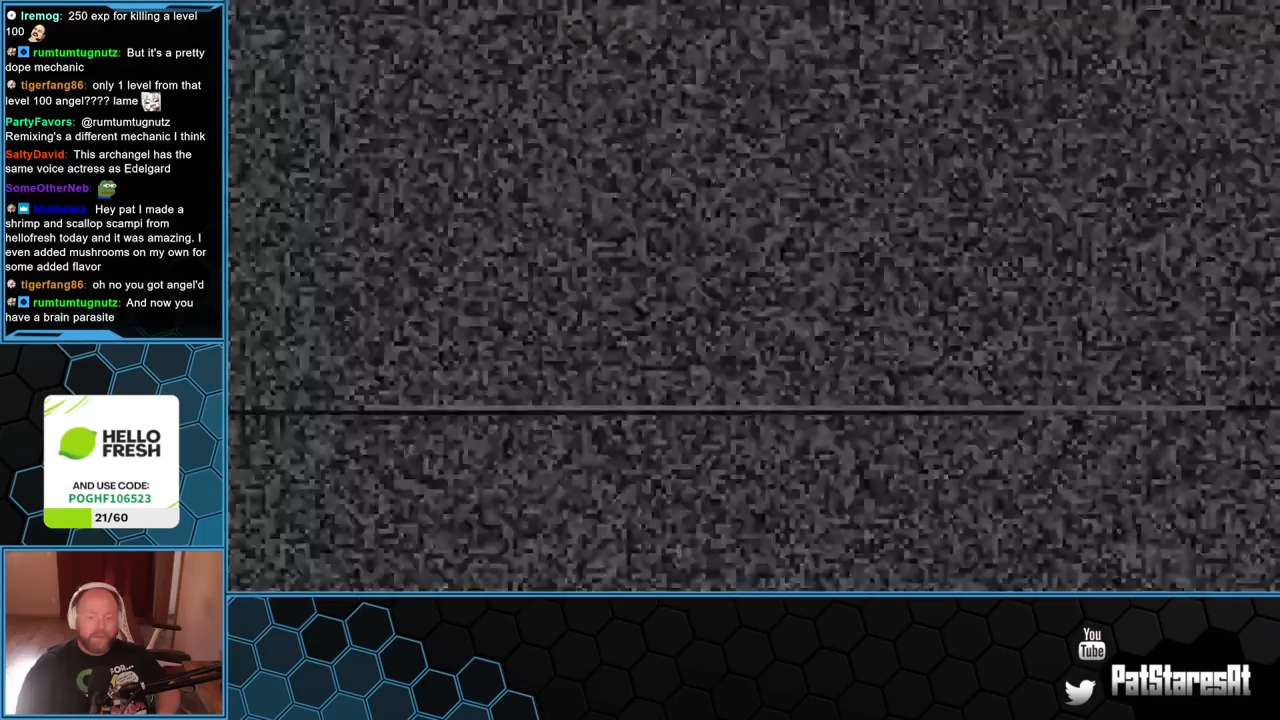 Iremog: 250 exp for killing a level
100
rumtumtugnutz: But it's a pretty
dope mechanic
tigerfang86: only 1 level from that
level 100 angel???? lame
PartyFavors: @rumtumtugnutz
Remixing's a different mechanic I think
SaltyDavid: This archangel has the
same voice actress as Edelgard
SomeOtherNeb:
Hey pat I made a
shrimp and scallop scampi from
hellofresh today and it was amazing. I
even added mushrooms on my own for
some added flavor
tigerfang86: oh no you got angel'd
rumtumtugnutz: And now you
have a brain parasite
HELLO
FRESH
AND USE CODE:
POGHF106523
21/60
You
Tube
PatStaresAt